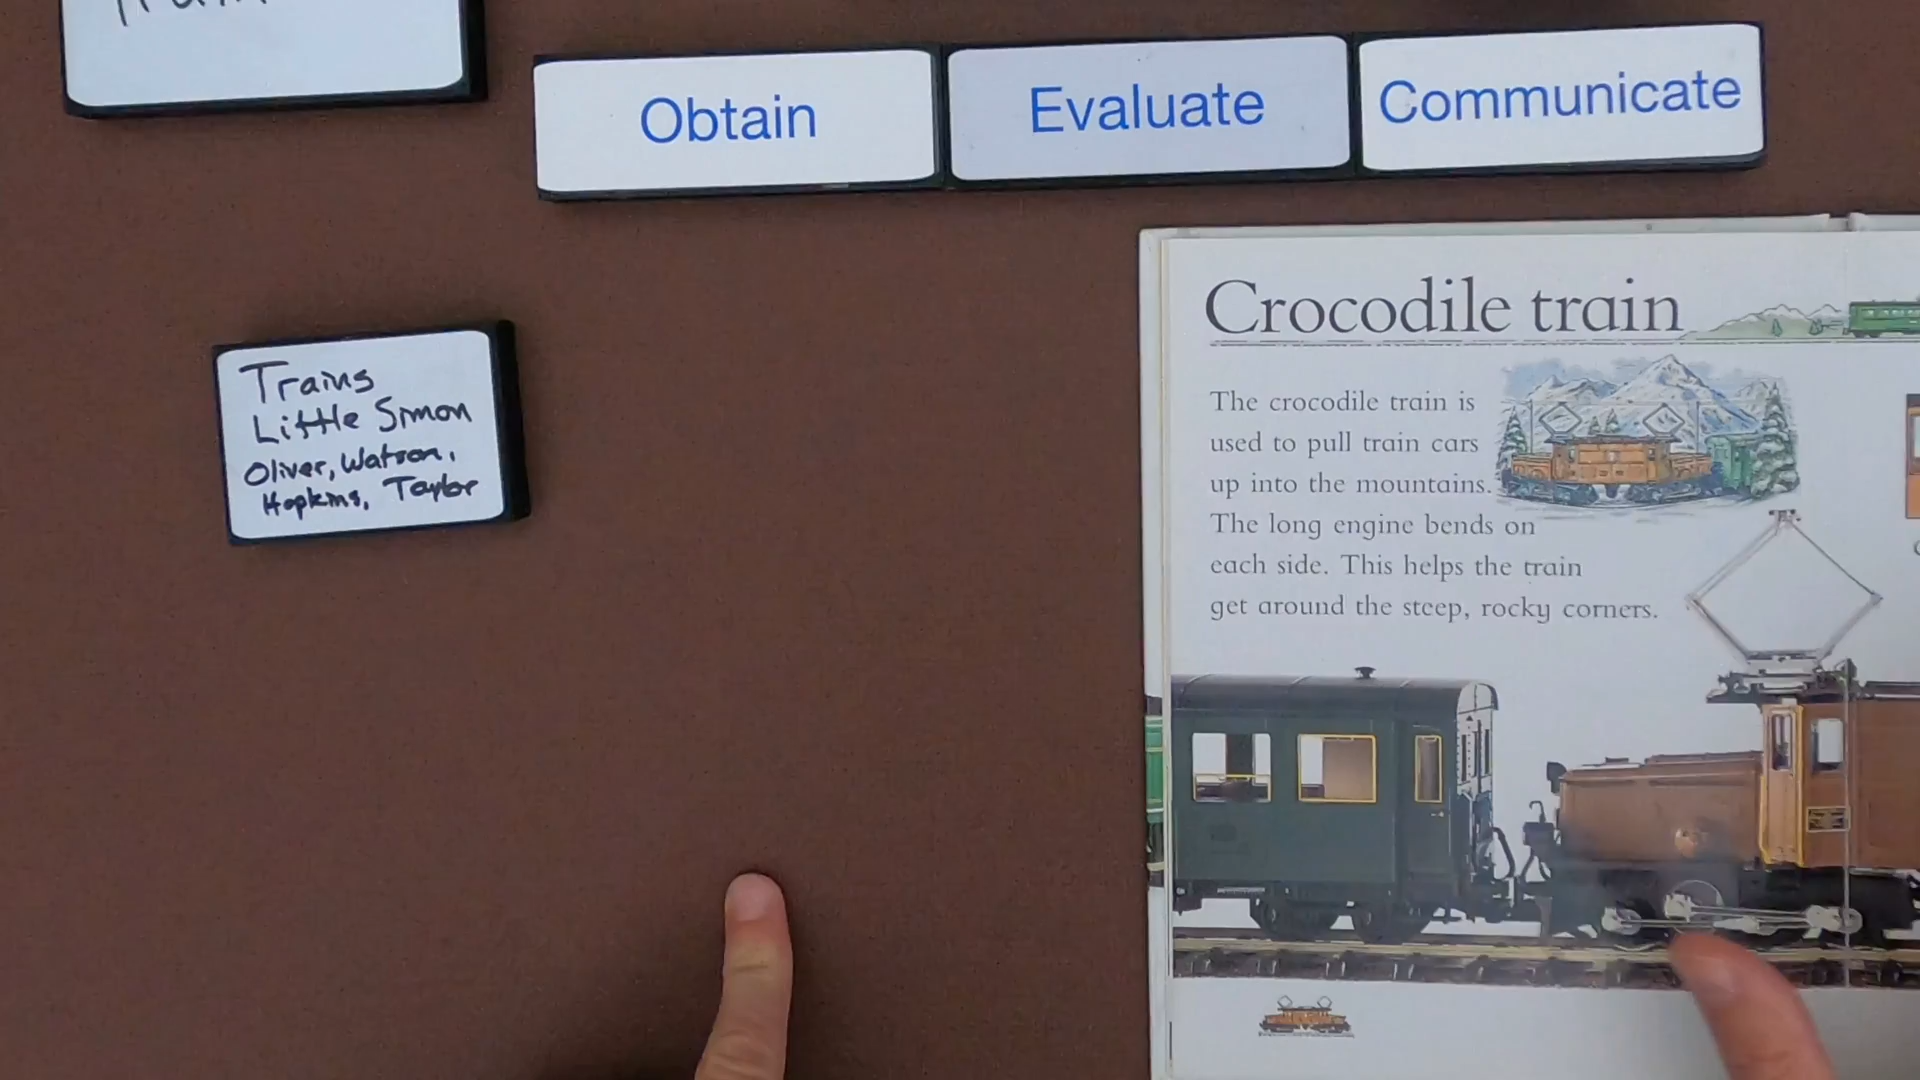 Train
Obtain
Evaluate
Communicate
Trains
Little Simon
Oliver, Watson,
Hopkins, Taylor
Crocodile train
The crocodile train is
used to pull train cars
up into the mountains.
The long engine bends on
each side. This helps the train
get around the steep, rocky corners.